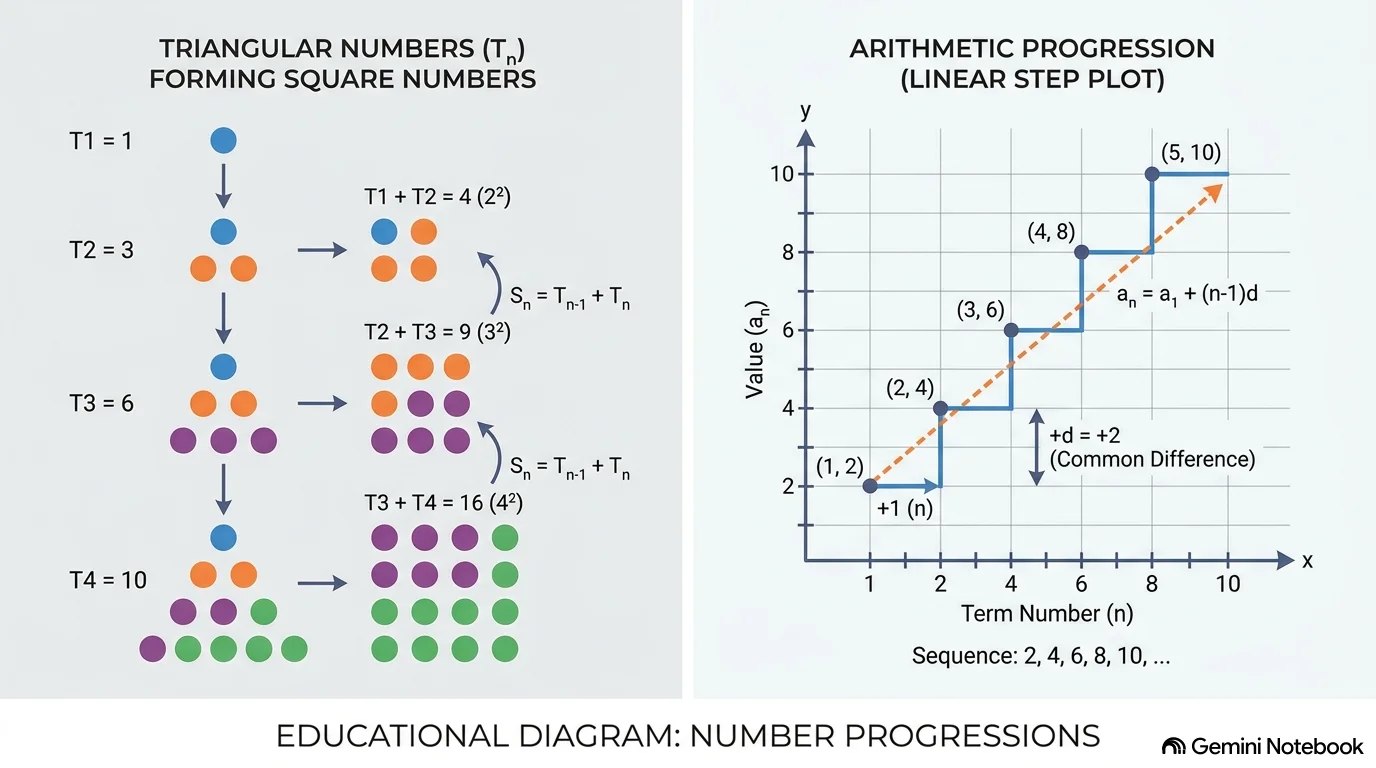 TRIANGULAR NUMBERS (Tₙ)
FORMING SQUARE NUMBERS
T1 = 1
T1 + T2 = 4 (2²)
T2 = 3
Sₙ = Tₙ₋₁ + Tₙ
T2 + T3 = 9 (3²)
T3 = 6
Sₙ = Tₙ₋₁ + Tₙ
T3 + T4 = 16 (4²)
T4 = 10
ARITHMETIC PROGRESSION
(LINEAR STEP PLOT)
y
10
8
6
4
2
Value (aₙ)
(5, 10)
(4, 8)
aₙ = a₁ + (n-1)d
(3, 6)
(2, 4)
+d = +2
(Common Difference)
(1, 2)
+1 (n)
x
1 2 4 6 8 10
Term Number (n)
Sequence: 2, 4, 6, 8, 10, ...
EDUCATIONAL DIAGRAM: NUMBER PROGRESSIONS
Gemini Notebook